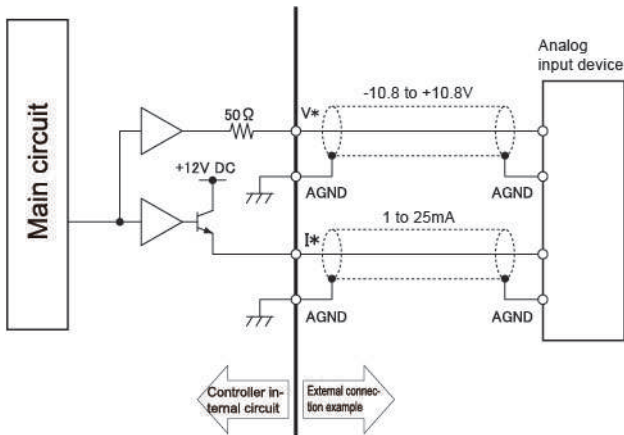 Main circuit
50Ω
+12V DC
V*
-10.8 to +10.8V
AGND
AGND
I*
1 to 25mA
AGND
AGND
Analog
input device
Controller in-
ternal circuit
External connec-
tion example